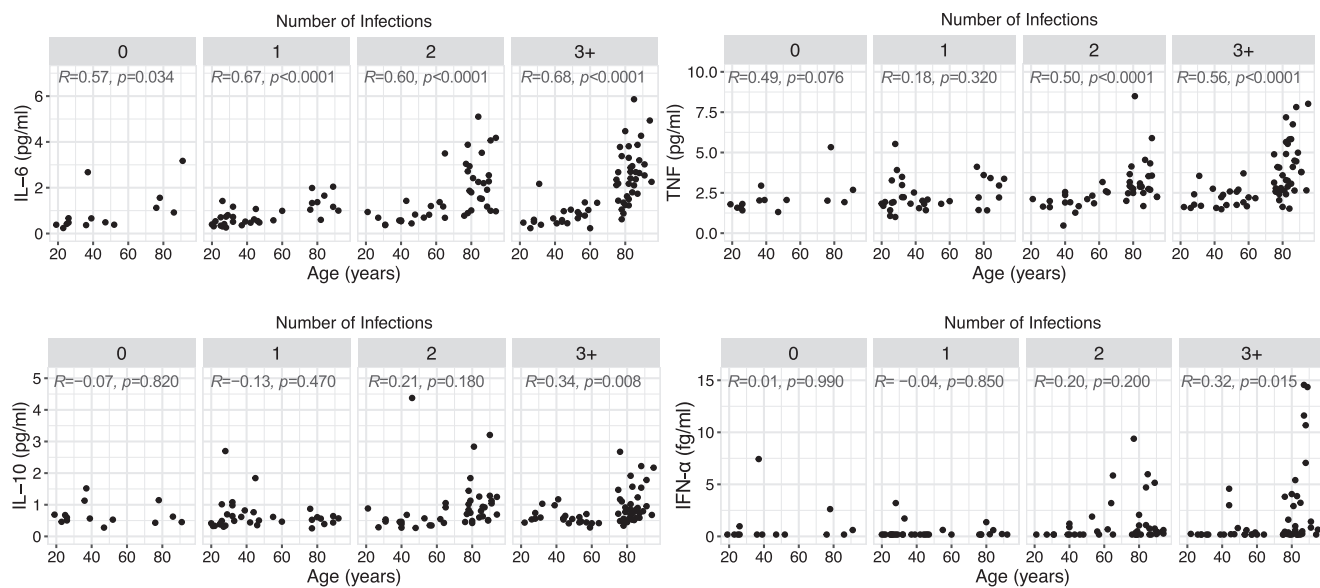 Number of Infections
0 1 2 3+
R=0.57, p=0.034 R=0.67, p<0.0001 R=0.60, p<0.0001 R=0.68, p<0.0001
IL–6 (pg/ml)
6
4
2
0
20 40 60 80 20 40 60 80 20 40 60 80 20 40 60 80
Age (years)
Number of Infections
0 1 2 3+
R=0.49, p=0.076 R=0.18, p=0.320 R=0.50, p<0.0001 R=0.56, p<0.0001
TNF (pg/ml)
10.0
7.5
5.0
2.5
0.0
20 40 60 80 20 40 60 80 20 40 60 80 20 40 60 80
Age (years)
Number of Infections
0 1 2 3+
R=−0.07, p=0.820 R=−0.13, p=0.470 R=0.21, p=0.180 R=0.34, p=0.008
IL–10 (pg/ml)
5
4
3
2
1
0
20 40 60 80 20 40 60 80 20 40 60 80 20 40 60 80
Age (years)
Number of Infections
0 1 2 3+
R=0.01, p=0.990 R= −0.04, p=0.850 R=0.20, p=0.200 R=0.32, p=0.015
IFN-α (fg/ml)
15
10
5
0
20 40 60 80 20 40 60 80 20 40 60 80 20 40 60 80
Age (years)